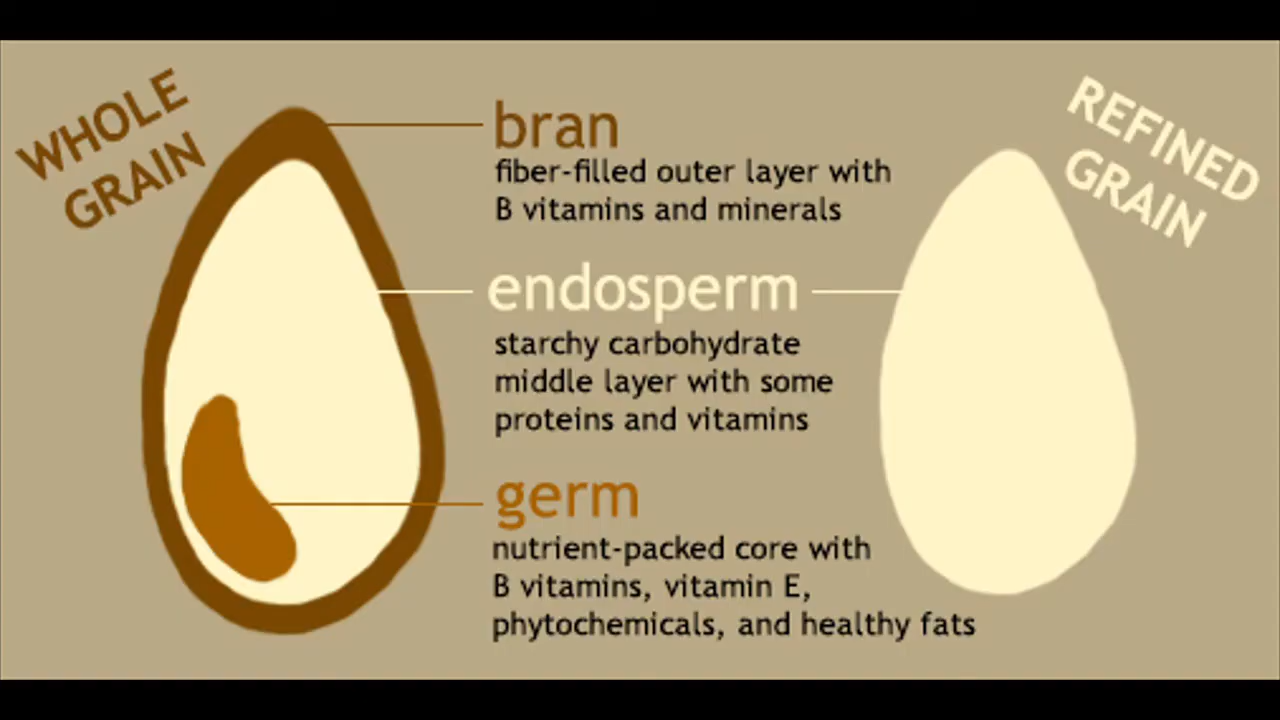 WHOLE
GRAIN
bran
fiber-filled outer layer with
B vitamins and minerals
endosperm
starchy carbohydrate
middle layer with some
proteins and vitamins
germ
nutrient-packed core with
B vitamins, vitamin E,
phytochemicals, and healthy fats
REFINED
GRAIN